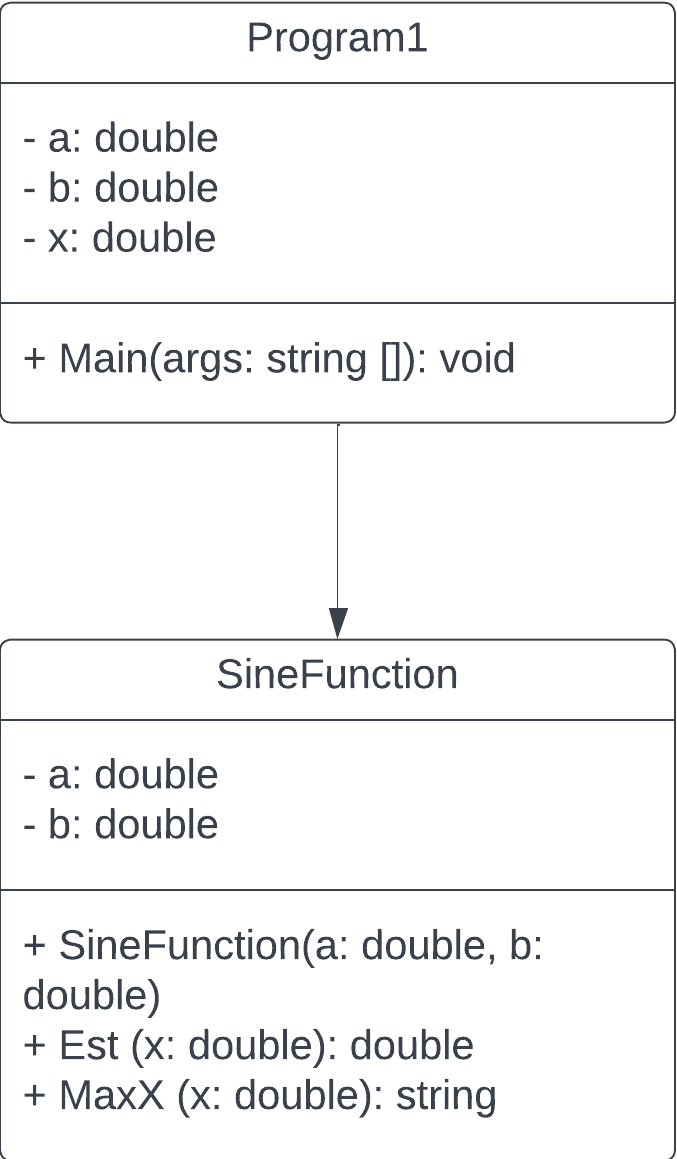 Program1
- a: double
- b: double
- x: double
+ Main(args: string []): void
SineFunction
- a: double
- b: double
+ SineFunction(a: double, b:
double)
+ Est (x: double): double
+ MaxX (x: double): string